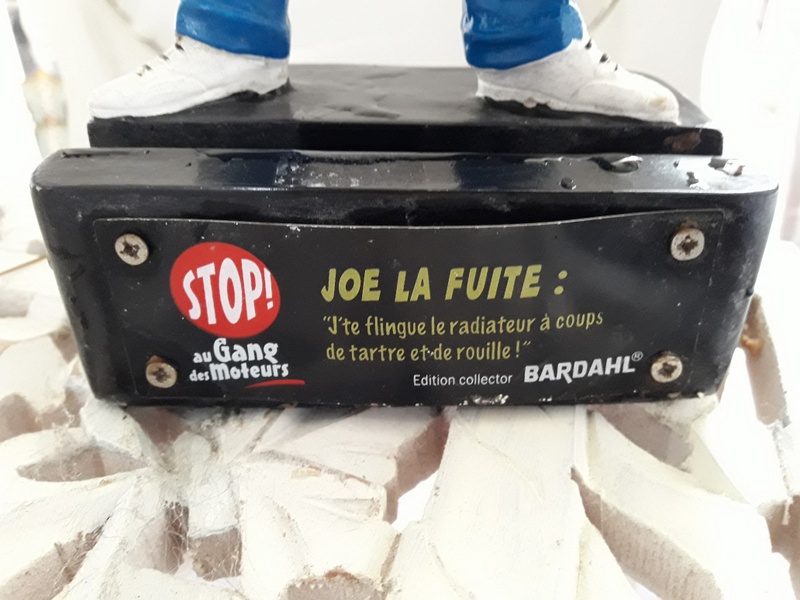 STOP!
au Gang
des Moteurs
JOE LA FUITE :
"J'te flingue le radiateur à coups
de tartre et de rouille !"
Edition collector BARDAHL®